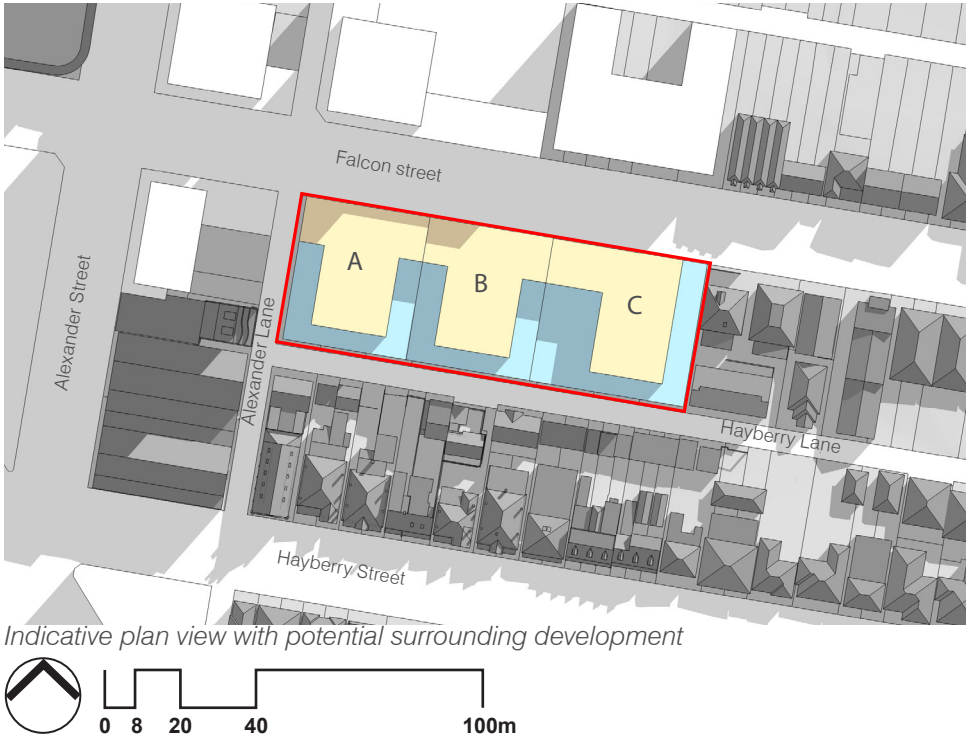 Falcon street
A
B
C
Alexander Street
Alexander Lane
Hayberry Lane
Hayberry Street
Indicative plan view with potential surrounding development
0 8 20 40 100m